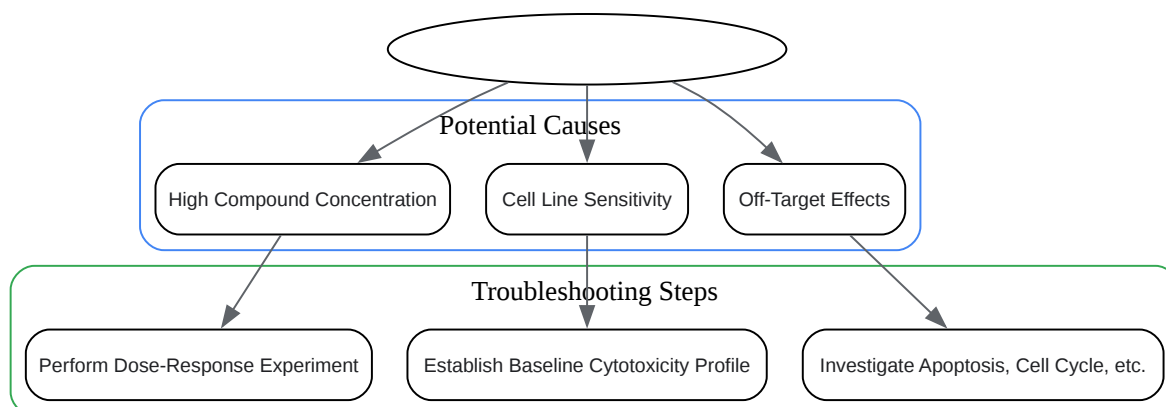 Potential Causes
High Compound Concentration
Cell Line Sensitivity
Off-Target Effects
Troubleshooting Steps
Perform Dose-Response Experiment
Establish Baseline Cytotoxicity Profile
Investigate Apoptosis, Cell Cycle, etc.